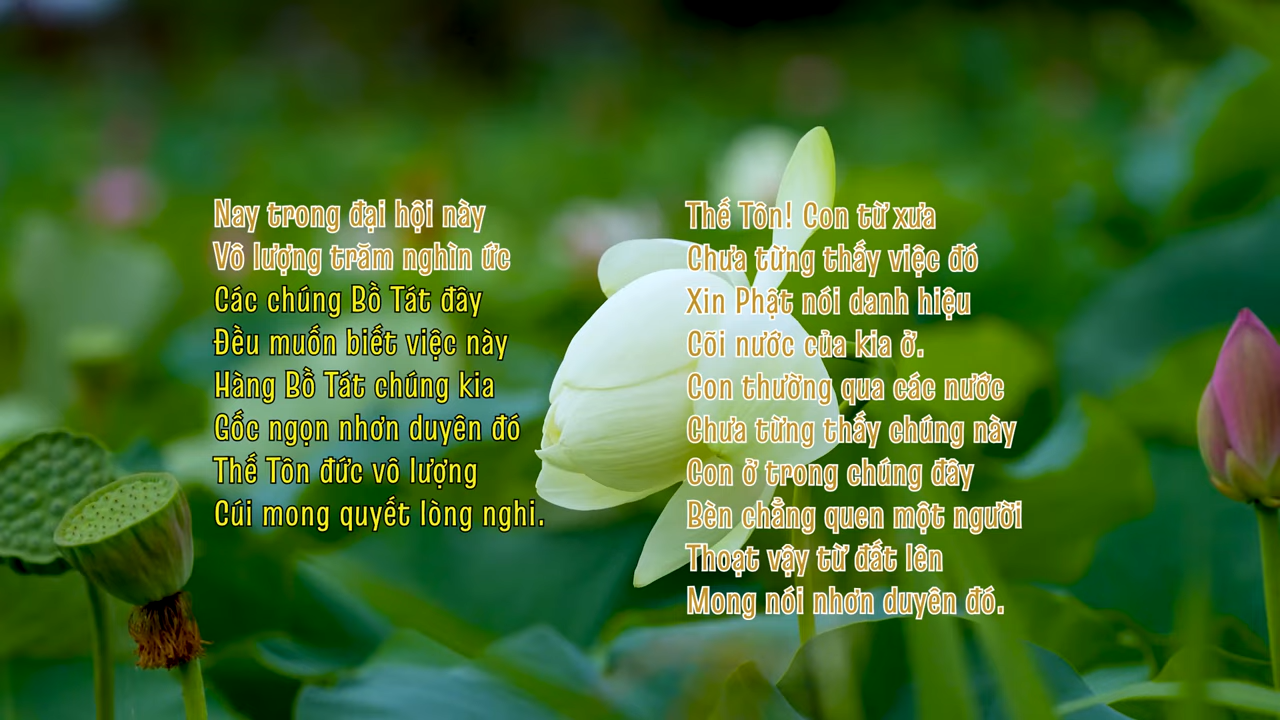 Nay trong đại hội này
Vô lượng trăm nghìn ức
Các chúng Bồ Tát đây
Đều muốn biết việc này
Hàng Bồ Tát chúng kia
Gốc ngọn nhơn duyên đó
Thế Tôn đức vô lượng
Cúi mong quyết lòng nghi.
Thế Tôn! Con từ xưa
Chưa từng thấy việc đó
Xin Phật nói danh hiệu
Cõi nước của kia ở.
Con thường qua các nước
Chưa từng thấy chúng này
Con ở trong chúng đây
Bèn chẳng quen một người
Thoạt vậy từ đất lên
Mong nói nhơn duyên đó.